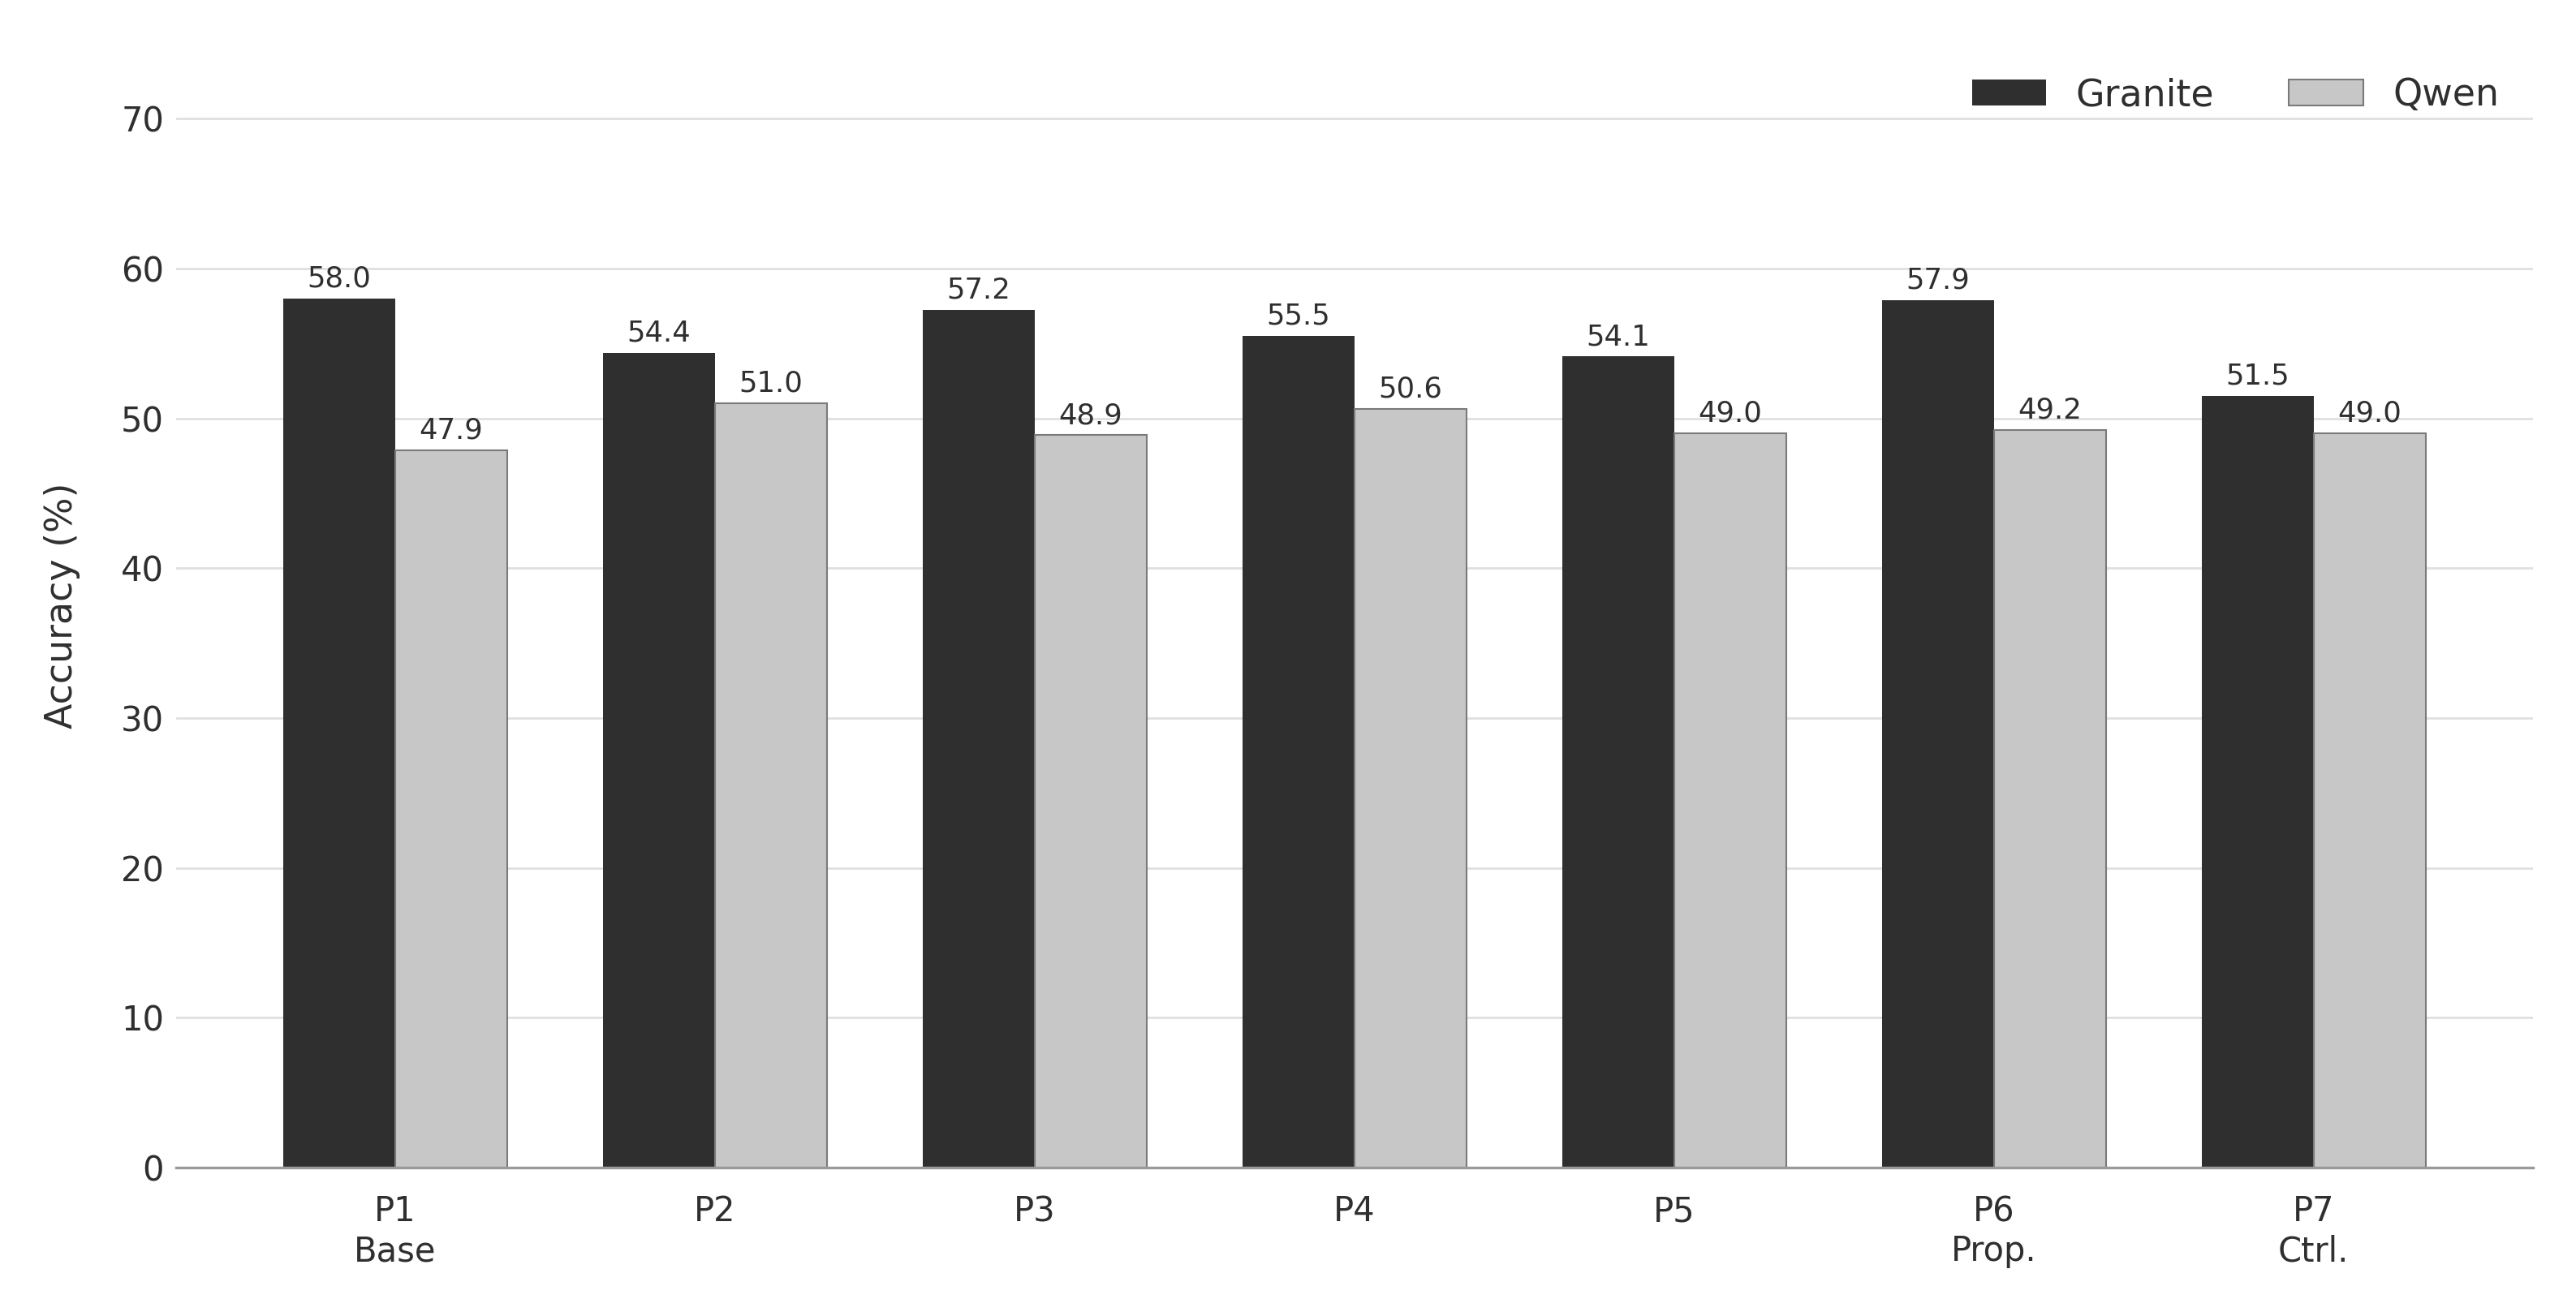 Granite Qwen
70
60
50
40
30
20
10
0
Accuracy (%)
58.0 47.9
54.4 51.0
57.2 48.9
55.5 50.6
54.1 49.0
57.9 49.2
51.5 49.0
P1
Base
P2
P3
P4
P5
P6
Prop.
P7
Ctrl.